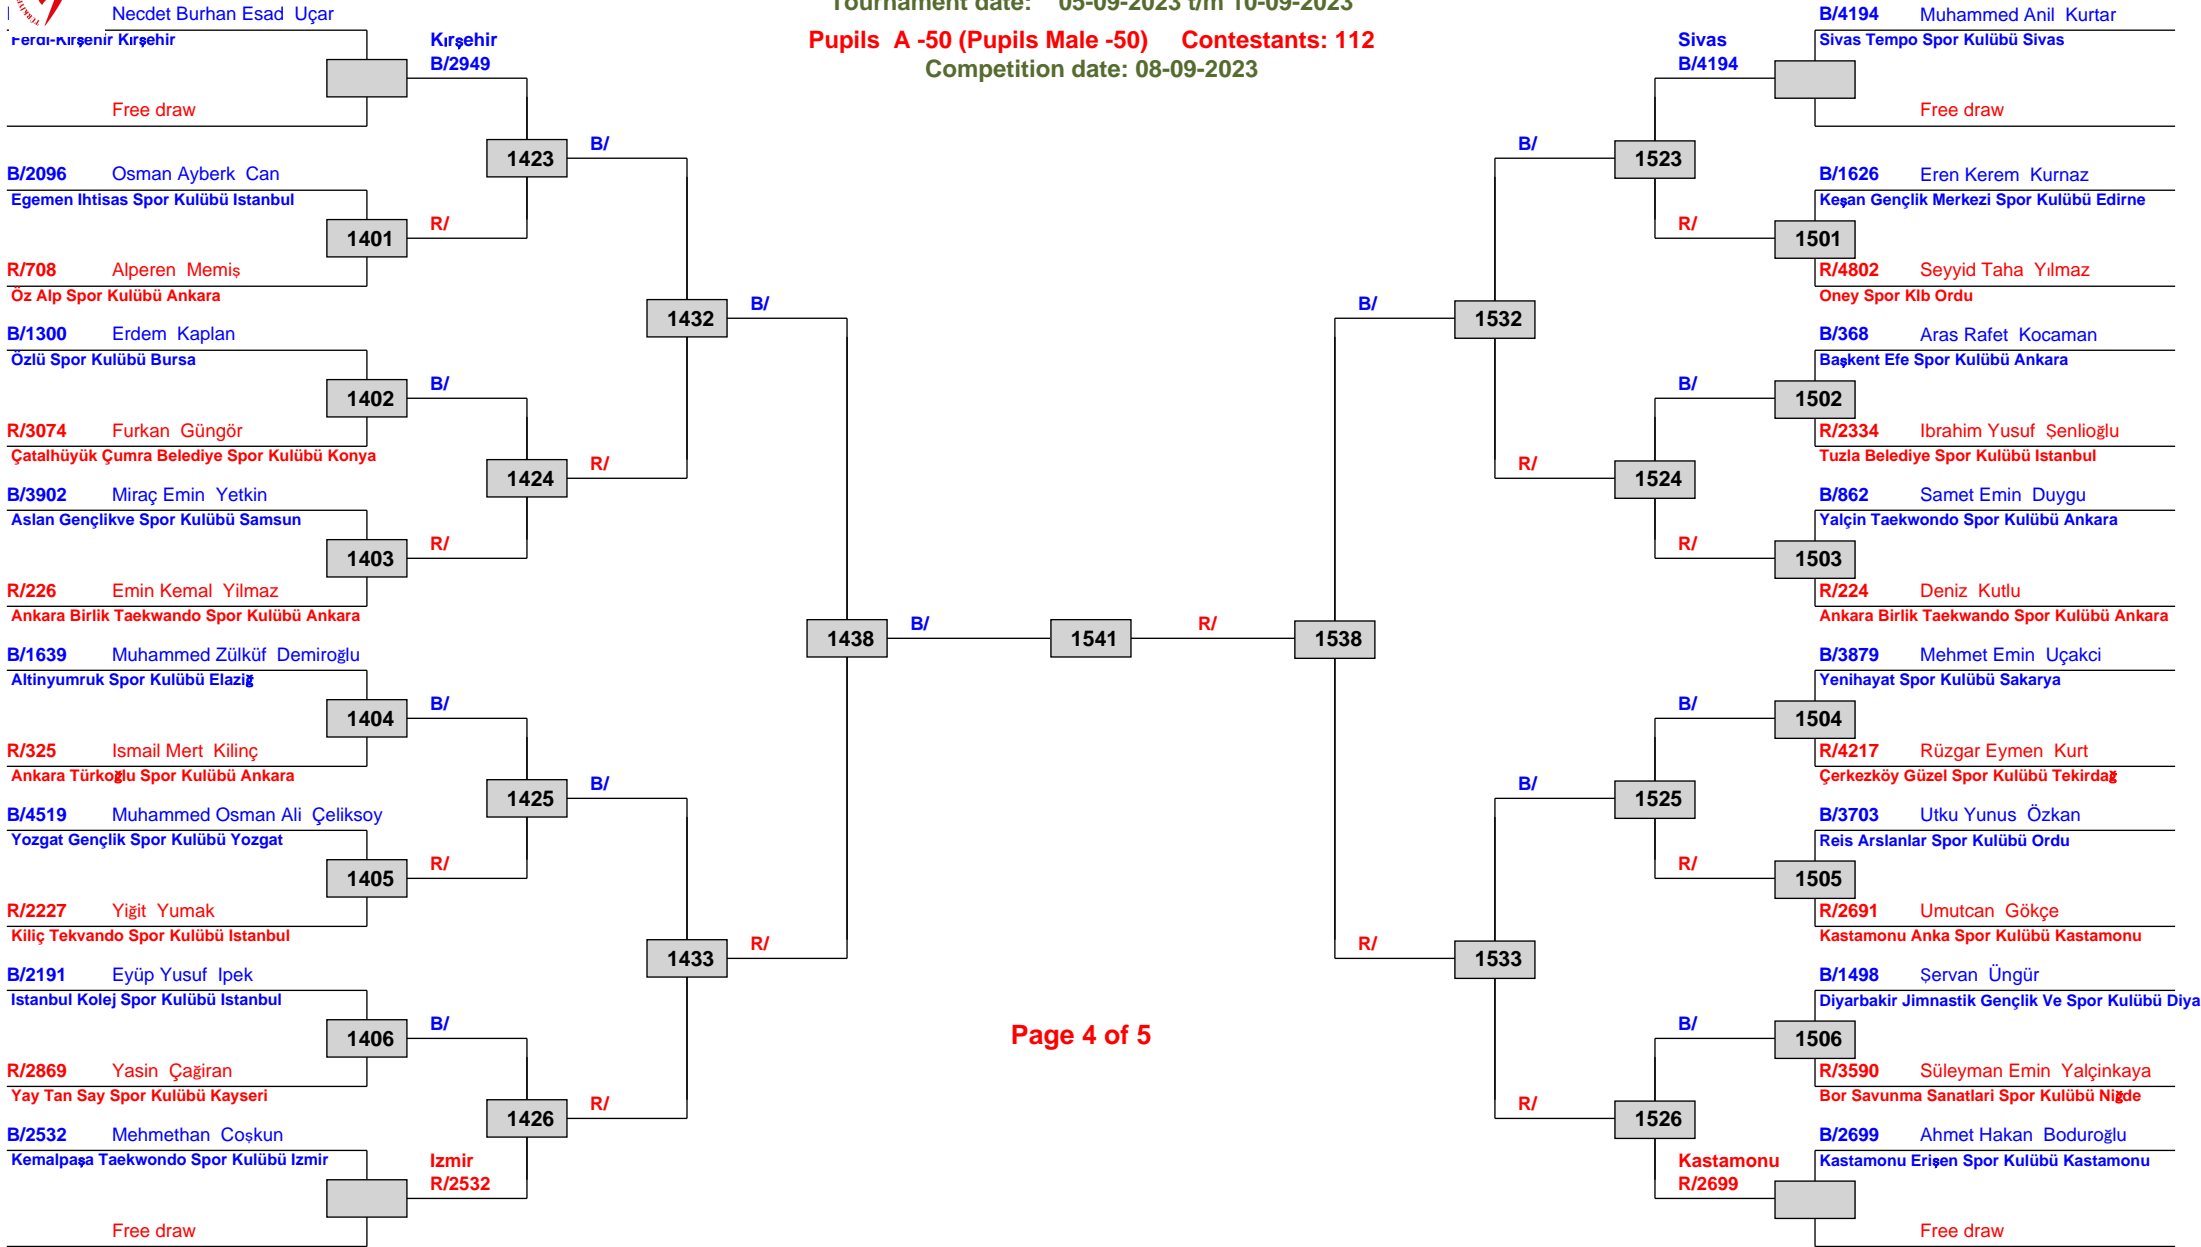 Tournament date: 05-09-2023 t/m 10-09-2023
Pupils A -50 (Pupils Male -50) Contestants: 112
Competition date: 08-09-2023
Necdet Burhan Esad Uçar
Ferdi-Kırşehir Kırşehir
Kırşehir
B/2949
Free draw
1423
B/
B/2096 Osman Ayberk Can
Egemen Ihtisas Spor Kulübü Istanbul
1401
R/
R/708 Alperen Memiş
Öz Alp Spor Kulübü Ankara
1432
B/
B/1300 Erdem Kaplan
Özlü Spor Kulübü Bursa
1402
B/
R/3074 Furkan Güngör
Çatalhüyük Çumra Belediye Spor Kulübü Konya
1424
R/
B/3902 Miraç Emin Yetkin
Aslan Gençlikve Spor Kulübü Samsun
1403
R/
R/226 Emin Kemal Yilmaz
Ankara Birlik Taekwando Spor Kulübü Ankara
1438
B/
1541
R/
1538
B/1639 Muhammed Zülküf Demiroğlu
Altinyumruk Spor Kulübü Elaziğ
1404
B/
R/325 Ismail Mert Kilinç
Ankara Türkoğlu Spor Kulübü Ankara
1425
B/
B/4519 Muhammed Osman Ali Çeliksoy
Yozgat Gençlik Spor Kulübü Yozgat
1405
R/
R/2227 Yiğit Yumak
Kiliç Tekvando Spor Kulübü Istanbul
1433
R/
B/2191 Eyüp Yusuf Ipek
Istanbul Kolej Spor Kulübü Istanbul
1406
B/
R/2869 Yasin Çağiran
Yay Tan Say Spor Kulübü Kayseri
1426
R/
B/2532 Mehmethan Coşkun
Kemalpaşa Taekwondo Spor Kulübü Izmir
Izmir
R/2532
Free draw
Page 4 of 5
B/4194 Muhammed Anil Kurtar
Sivas Tempo Spor Kulübü Sivas
Sivas
B/4194
Free draw
B/
1523
B/1626 Eren Kerem Kurnaz
Keşan Gençlik Merkezi Spor Kulübü Edirne
R/
1501
R/4802 Seyyid Taha Yılmaz
Oney Spor Klb Ordu
B/
1532
B/368 Aras Rafet Kocaman
Başkent Efe Spor Kulübü Ankara
B/
1502
R/2334 Ibrahim Yusuf Şenlioğlu
Tuzla Belediye Spor Kulübü Istanbul
R/
1524
B/862 Samet Emin Duygu
Yalçin Taekwondo Spor Kulübü Ankara
R/
1503
R/224 Deniz Kutlu
Ankara Birlik Taekwando Spor Kulübü Ankara
B/3879 Mehmet Emin Uçakci
Yenihayat Spor Kulübü Sakarya
B/
1504
R/4217 Rüzgar Eymen Kurt
Çerkezköy Güzel Spor Kulübü Tekirdağ
B/
1525
B/3703 Utku Yunus Özkan
Reis Arslanlar Spor Kulübü Ordu
R/
1505
R/2691 Umutcan Gökçe
Kastamonu Anka Spor Kulübü Kastamonu
R/
1533
B/1498 Şervan Üngür
Diyarbakir Jimnastik Gençlik Ve Spor Kulübü Diya
B/
1506
R/3590 Süleyman Emin Yalçinkaya
Bor Savunma Sanatlari Spor Kulübü Niğde
R/
1526
B/2699 Ahmet Hakan Boduroğlu
Kastamonu Erişen Spor Kulübü Kastamonu
Kastamonu
R/2699
Free draw